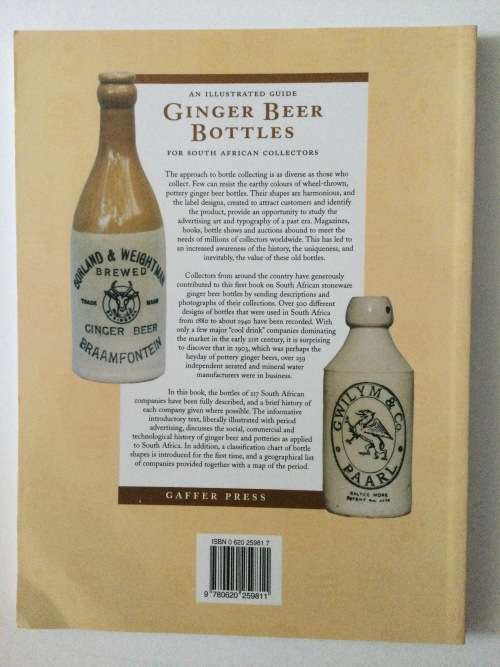 AN ILLUSTRATED GUIDE
GINGER BEER
BOTTLES
FOR SOUTH AFRICAN COLLECTORS
The approach to bottle collecting is as diverse as those who
collect. Few can resist the earthy colours of wheel-thrown,
pottery ginger beer bottles. Their shapes are harmonious, and
the label designs, created to attract customers and identify
the product, provide an opportunity to study the
advertising art and typography of a past era. Magazines,
books, bottle shows and auctions abound to meet the
needs of millions of collectors worldwide. This has led to
an increased awareness of the history, the uniqueness, and,
inevitably, the value of these old bottles.
Collectors from around the country have generously
contributed to this first book on South African stoneware
ginger beer bottles by sending descriptions and
photographs of their collections. Over 500 different
designs of bottles that were used in South Africa
from 1880 to about 1940 have been recorded. With
only a few major "cool drink" companies dominating
the market in the early 21st century, it is surprising
to discover that in 1903, which was perhaps the
heyday of pottery ginger beers, over 259
independent aerated and mineral water
manufacturers were in business.
In this book, the bottles of 227 South African
companies have been fully described, and a brief history of
each company given where possible. The informative
introductory text, liberally illustrated with period
advertising, discusses the social, commercial and
technological history of ginger beer and potteries as applied
to South Africa. In addition, a classification chart of bottle
shapes is introduced for the first time, and a geographical list
of companies provided together with a map of the period.
GAFFER PRESS
BORLAND & WEIGHTMAN
BREWED
TRADE MARK
GINGER BEER
BRAAMFONTEIN
GWILYM & Co.
PAARL
ISBN 0 620 25981 7
9 780620 259811